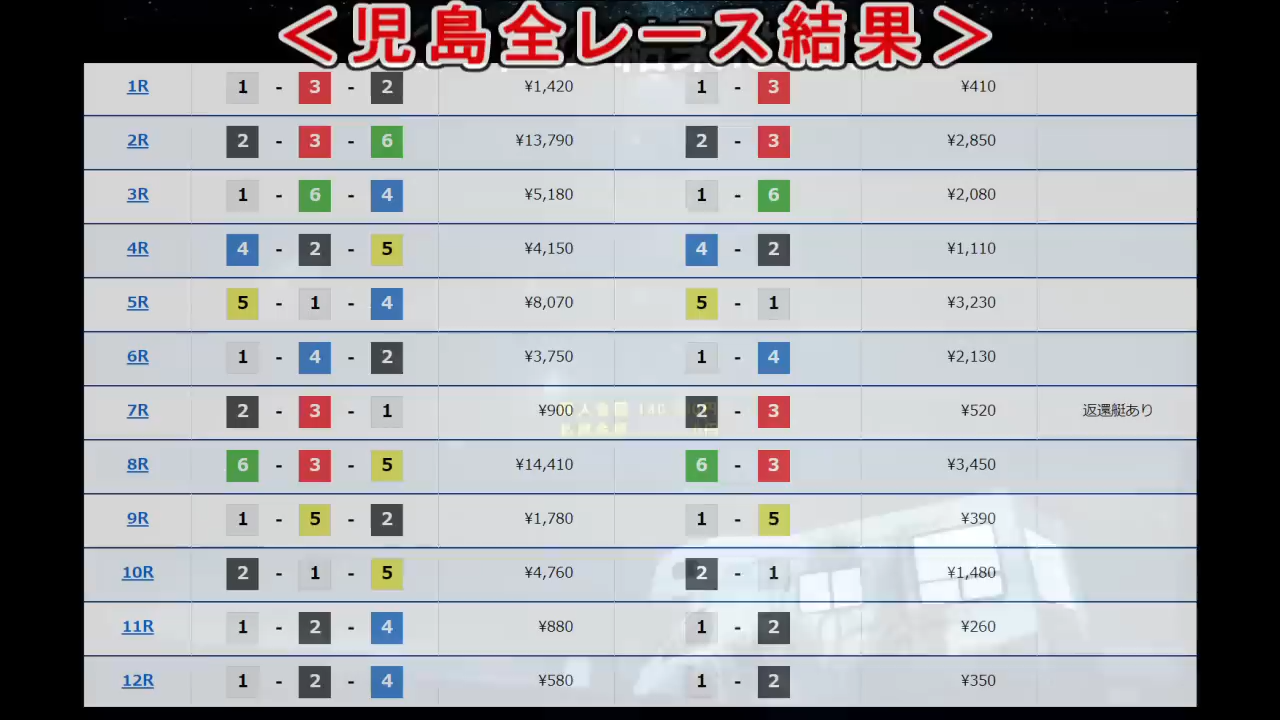 ＜児島全レース結果＞
1R 1 - 3 - 2 ¥1,420 1 - 3 ¥410
2R 2 - 3 - 6 ¥13,790 2 - 3 ¥2,850
3R 1 - 6 - 4 ¥5,180 1 - 6 ¥2,080
4R 4 - 2 - 5 ¥4,150 4 - 2 ¥1,110
5R 5 - 1 - 4 ¥8,070 5 - 1 ¥3,230
6R 1 - 4 - 2 ¥3,750 1 - 4 ¥2,130
7R 2 - 3 - 1 ¥900 2 - 3 ¥520 返還艇あり
8R 6 - 3 - 5 ¥14,410 6 - 3 ¥3,450
9R 1 - 5 - 2 ¥1,780 1 - 5 ¥390
10R 2 - 1 - 5 ¥4,760 2 - 1 ¥1,480
11R 1 - 2 - 4 ¥880 1 - 2 ¥260
12R 1 - 2 - 4 ¥580 1 - 2 ¥350